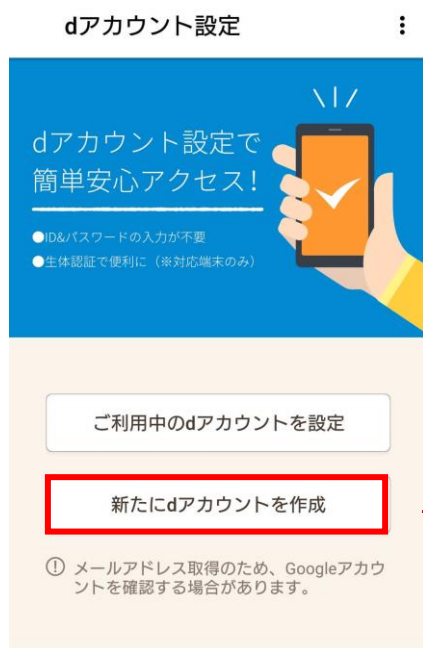 dアカウント設定
dアカウント設定で
簡単安心アクセス!
●ID&パスワードの入力が不要
●生体認証で便利に（※対応端末のみ）
ご利用中のdアカウントを設定
新たにdアカウントを作成
メールアドレス取得のため、Googleアカウ
ントを確認する場合があります。